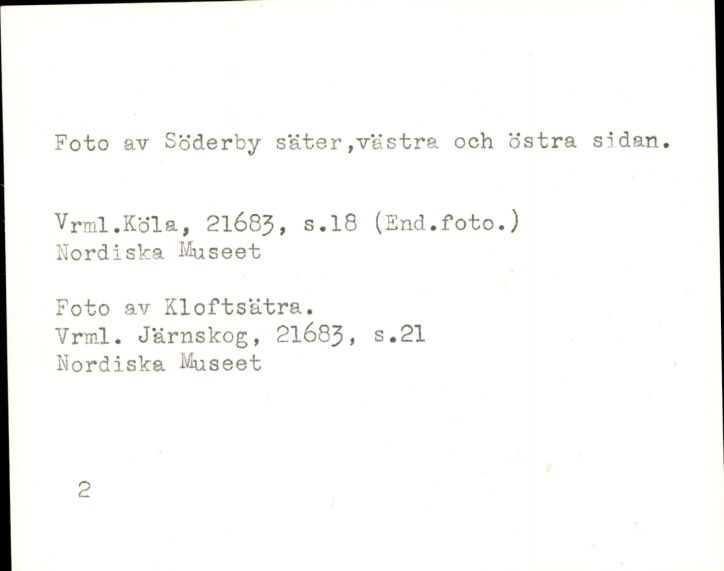 Foto av Söderby säter,västra och östra sidan.
Vrml.Köla, 21683, s.18 (End.foto.)
Nordiska Museet
Foto av Kloftsätra.
Vrml. Järnskog, 21683, s.21
Nordiska Museet
2